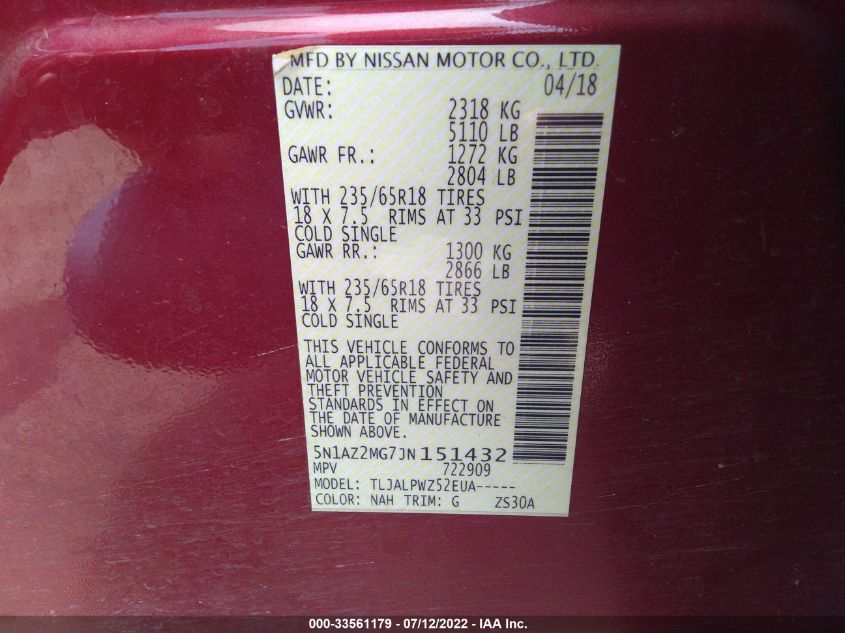 MFD BY NISSAN MOTOR CO., LTD.
DATE: 04/18
GVWR: 2318 KG
5110 LB
GAWR FR.: 1272 KG
2804 LB
WITH 235/65R18 TIRES
18 X 7.5 RIMS AT 33 PSI
COLD SINGLE
GAWR RR.: 1300 KG
2866 LB
WITH 235/65R18 TIRES
18 X 7.5 RIMS AT 33 PSI
COLD SINGLE
THIS VEHICLE CONFORMS TO
ALL APPLICABLE FEDERAL
MOTOR VEHICLE SAFETY AND
THEFT PREVENTION
STANDARDS IN EFFECT ON
THE DATE OF MANUFACTURE
SHOWN ABOVE.
5N1AZ2MG7JN151432
MPV 722909
MODEL: TLJALPWZ52EUA-----
COLOR: NAH TRIM: G ZS30A
000-33561179 - 07/12/2022 - IAA Inc.